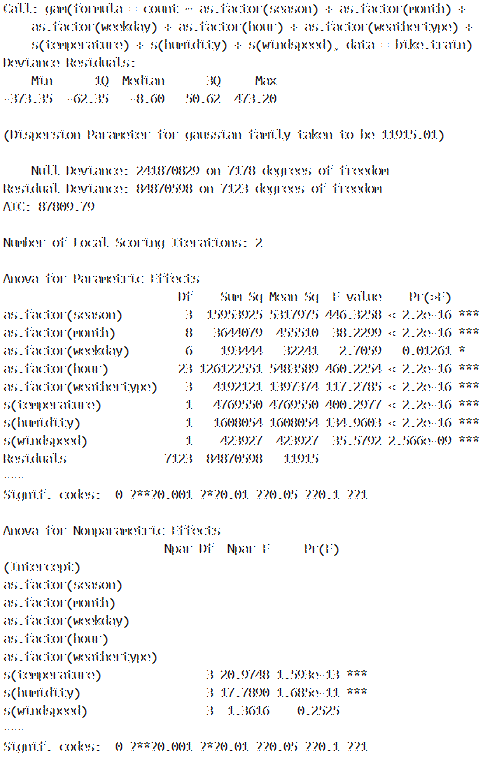 Call: gam(formula = count ~ as.factor(season) + as.factor(month) +
as.factor(weekday) + as.factor(hour) + as.factor(weathertype) +
s(temperature) + s(humidity) + s(windspeed), data = bike.train)
Deviance Residuals:
Min 1Q Median 3Q Max
-373.35 -62.35 -8.60 50.62 473.20
(Dispersion Parameter for gaussian family taken to be 11915.01)
Null Deviance: 241870829 on 7178 degrees of freedom
Residual Deviance: 84870598 on 7123 degrees of freedom
AIC: 87809.79
Number of Local Scoring Iterations: 2
Anova for Parametric Effects
Df Sum Sq Mean Sq F value Pr(>F)
as.factor(season) 3 15953925 5317975 446.3258 < 2.2e-16 ***
as.factor(month) 8 3644079 455510 38.2299 < 2.2e-16 ***
as.factor(weekday) 6 193444 32241 2.7059 0.01261 *
as.factor(hour) 23 126122551 5483589 460.2254 < 2.2e-16 ***
as.factor(weathertype) 3 4192121 1397374 117.2785 < 2.2e-16 ***
s(temperature) 1 4769550 4769550 400.2977 < 2.2e-16 ***
s(humidity) 1 1608054 1608054 134.9603 < 2.2e-16 ***
s(windspeed) 1 423927 423927 35.5792 2.566e-09 ***
Residuals 7123 84870598 11915
......
Signif. codes: 0 ?**?0.001 ?*?0.01 ??0.05 ??0.1 ??1
Anova for Nonparametric Effects
Npar Df Npar F Pr(F)
(Intercept)
as.factor(season)
as.factor(month)
as.factor(weekday)
as.factor(hour)
as.factor(weathertype)
s(temperature) 3 20.9748 1.593e-13 ***
s(humidity) 3 17.7890 1.685e-11 ***
s(windspeed) 3 1.3616 0.2525
......
Signif. codes: 0 ?**?0.001 ?*?0.01 ??0.05 ??0.1 ??1